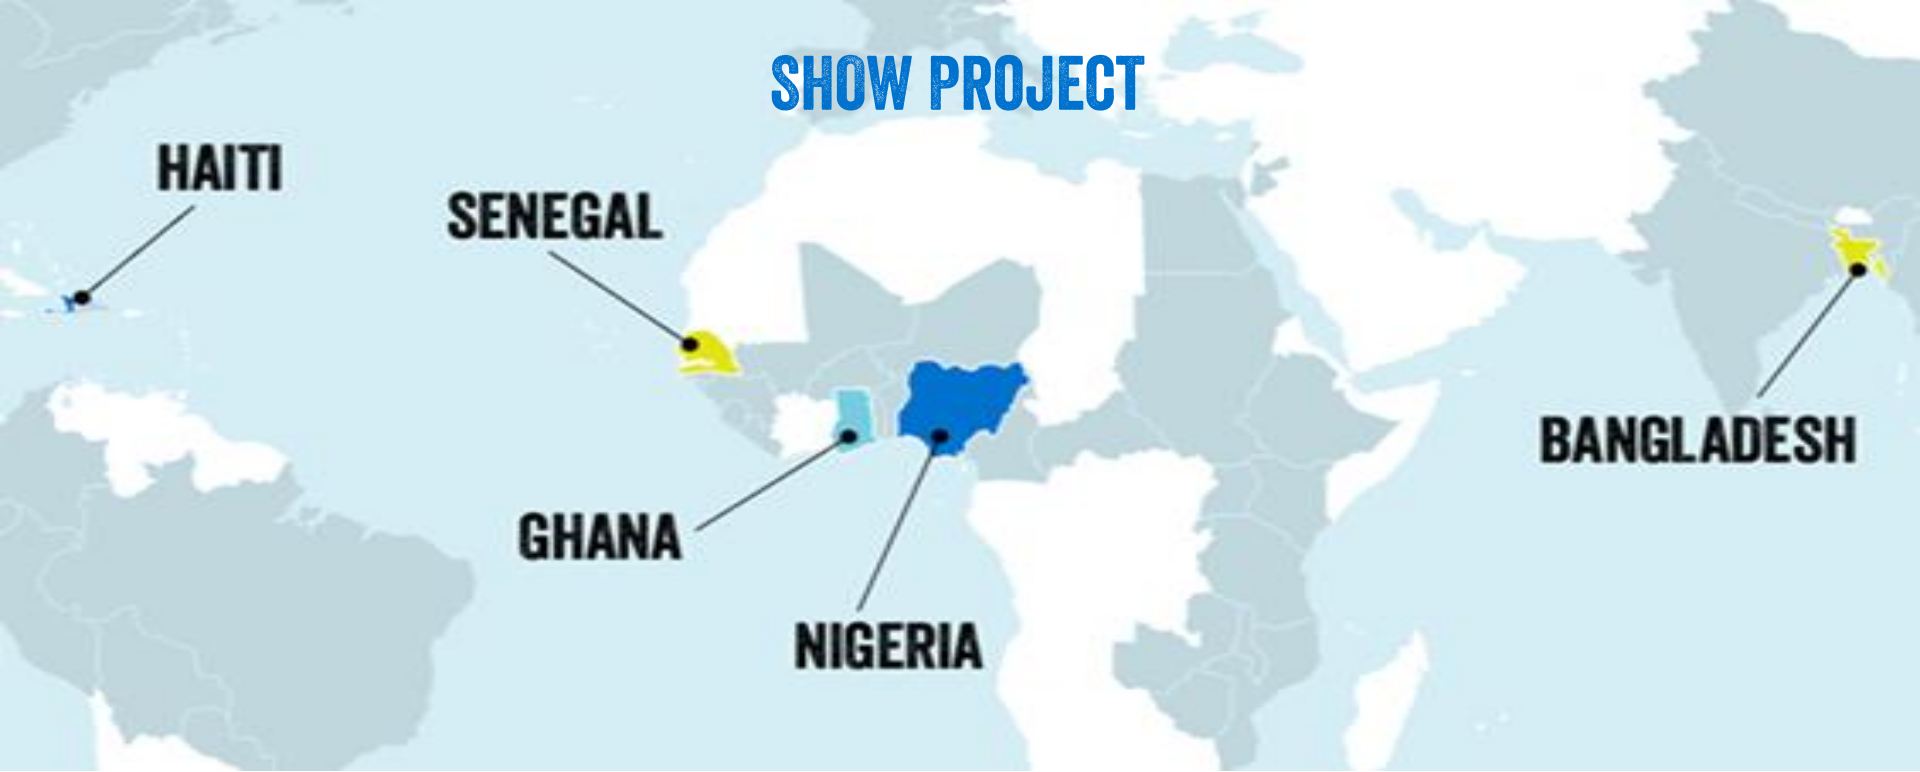 SHOW PROJECT
HAITI
SENEGAL
BANGLADESH
GHANA
NIGERIA